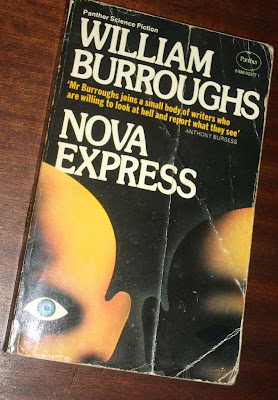 Panther Science Fiction
WILLIAM
BURROUGHS
'Mr Burroughs joins a small body of writers who
are willing to look at hell and report what they see'
ANTHONY BURGESS
NOVA
EXPRESS
Panther